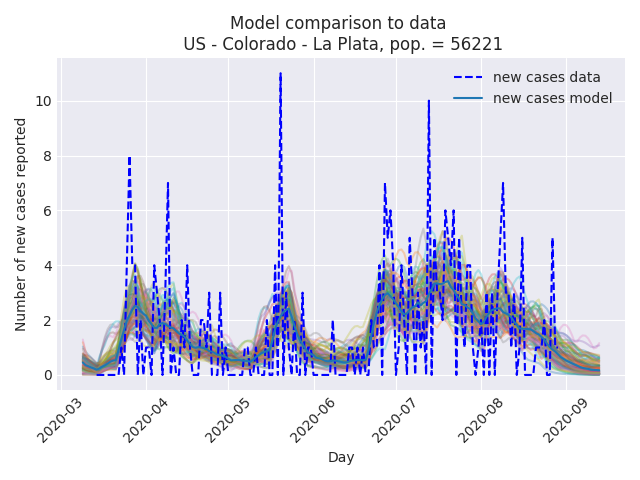 Model comparison to data
US - Colorado - La Plata, pop. = 56221
new cases data
new cases model
Number of new cases reported
10
8
6
4
2
0
2020-03
2020-04
2020-05
2020-06
2020-07
2020-08
2020-09
Day